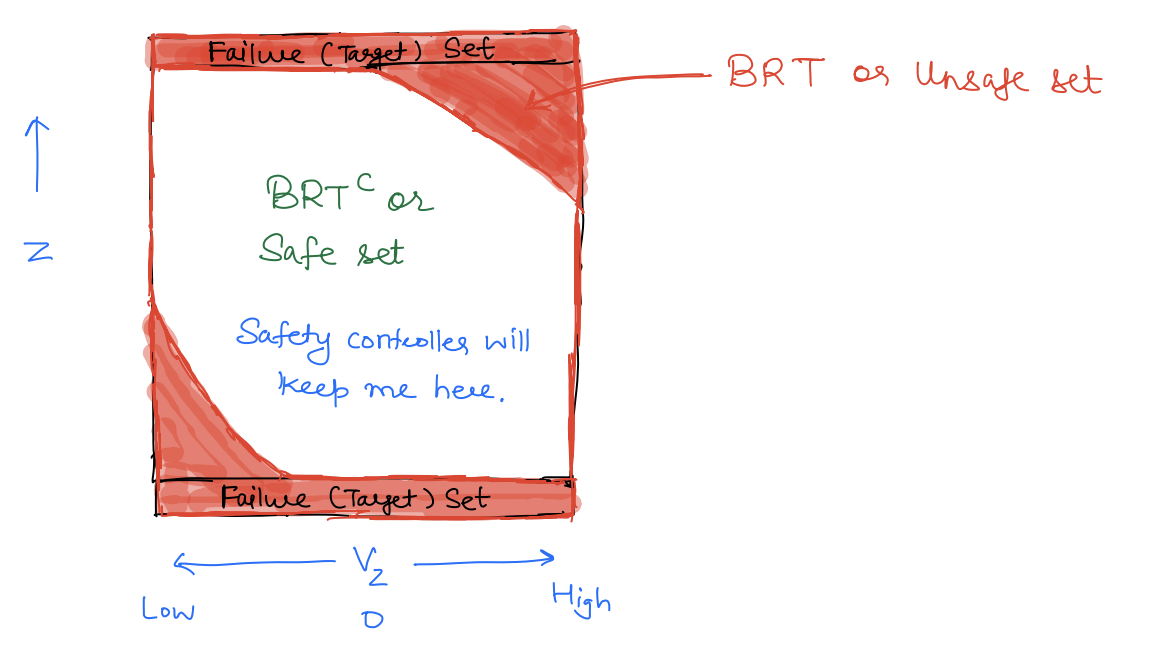 Failure (Target) Set
BRT or Unsafe set
BRTᶜ or
Safe set
Z
Safety controller will
keep me here.
Failure (Target) Set
V_Z
Low
High
0